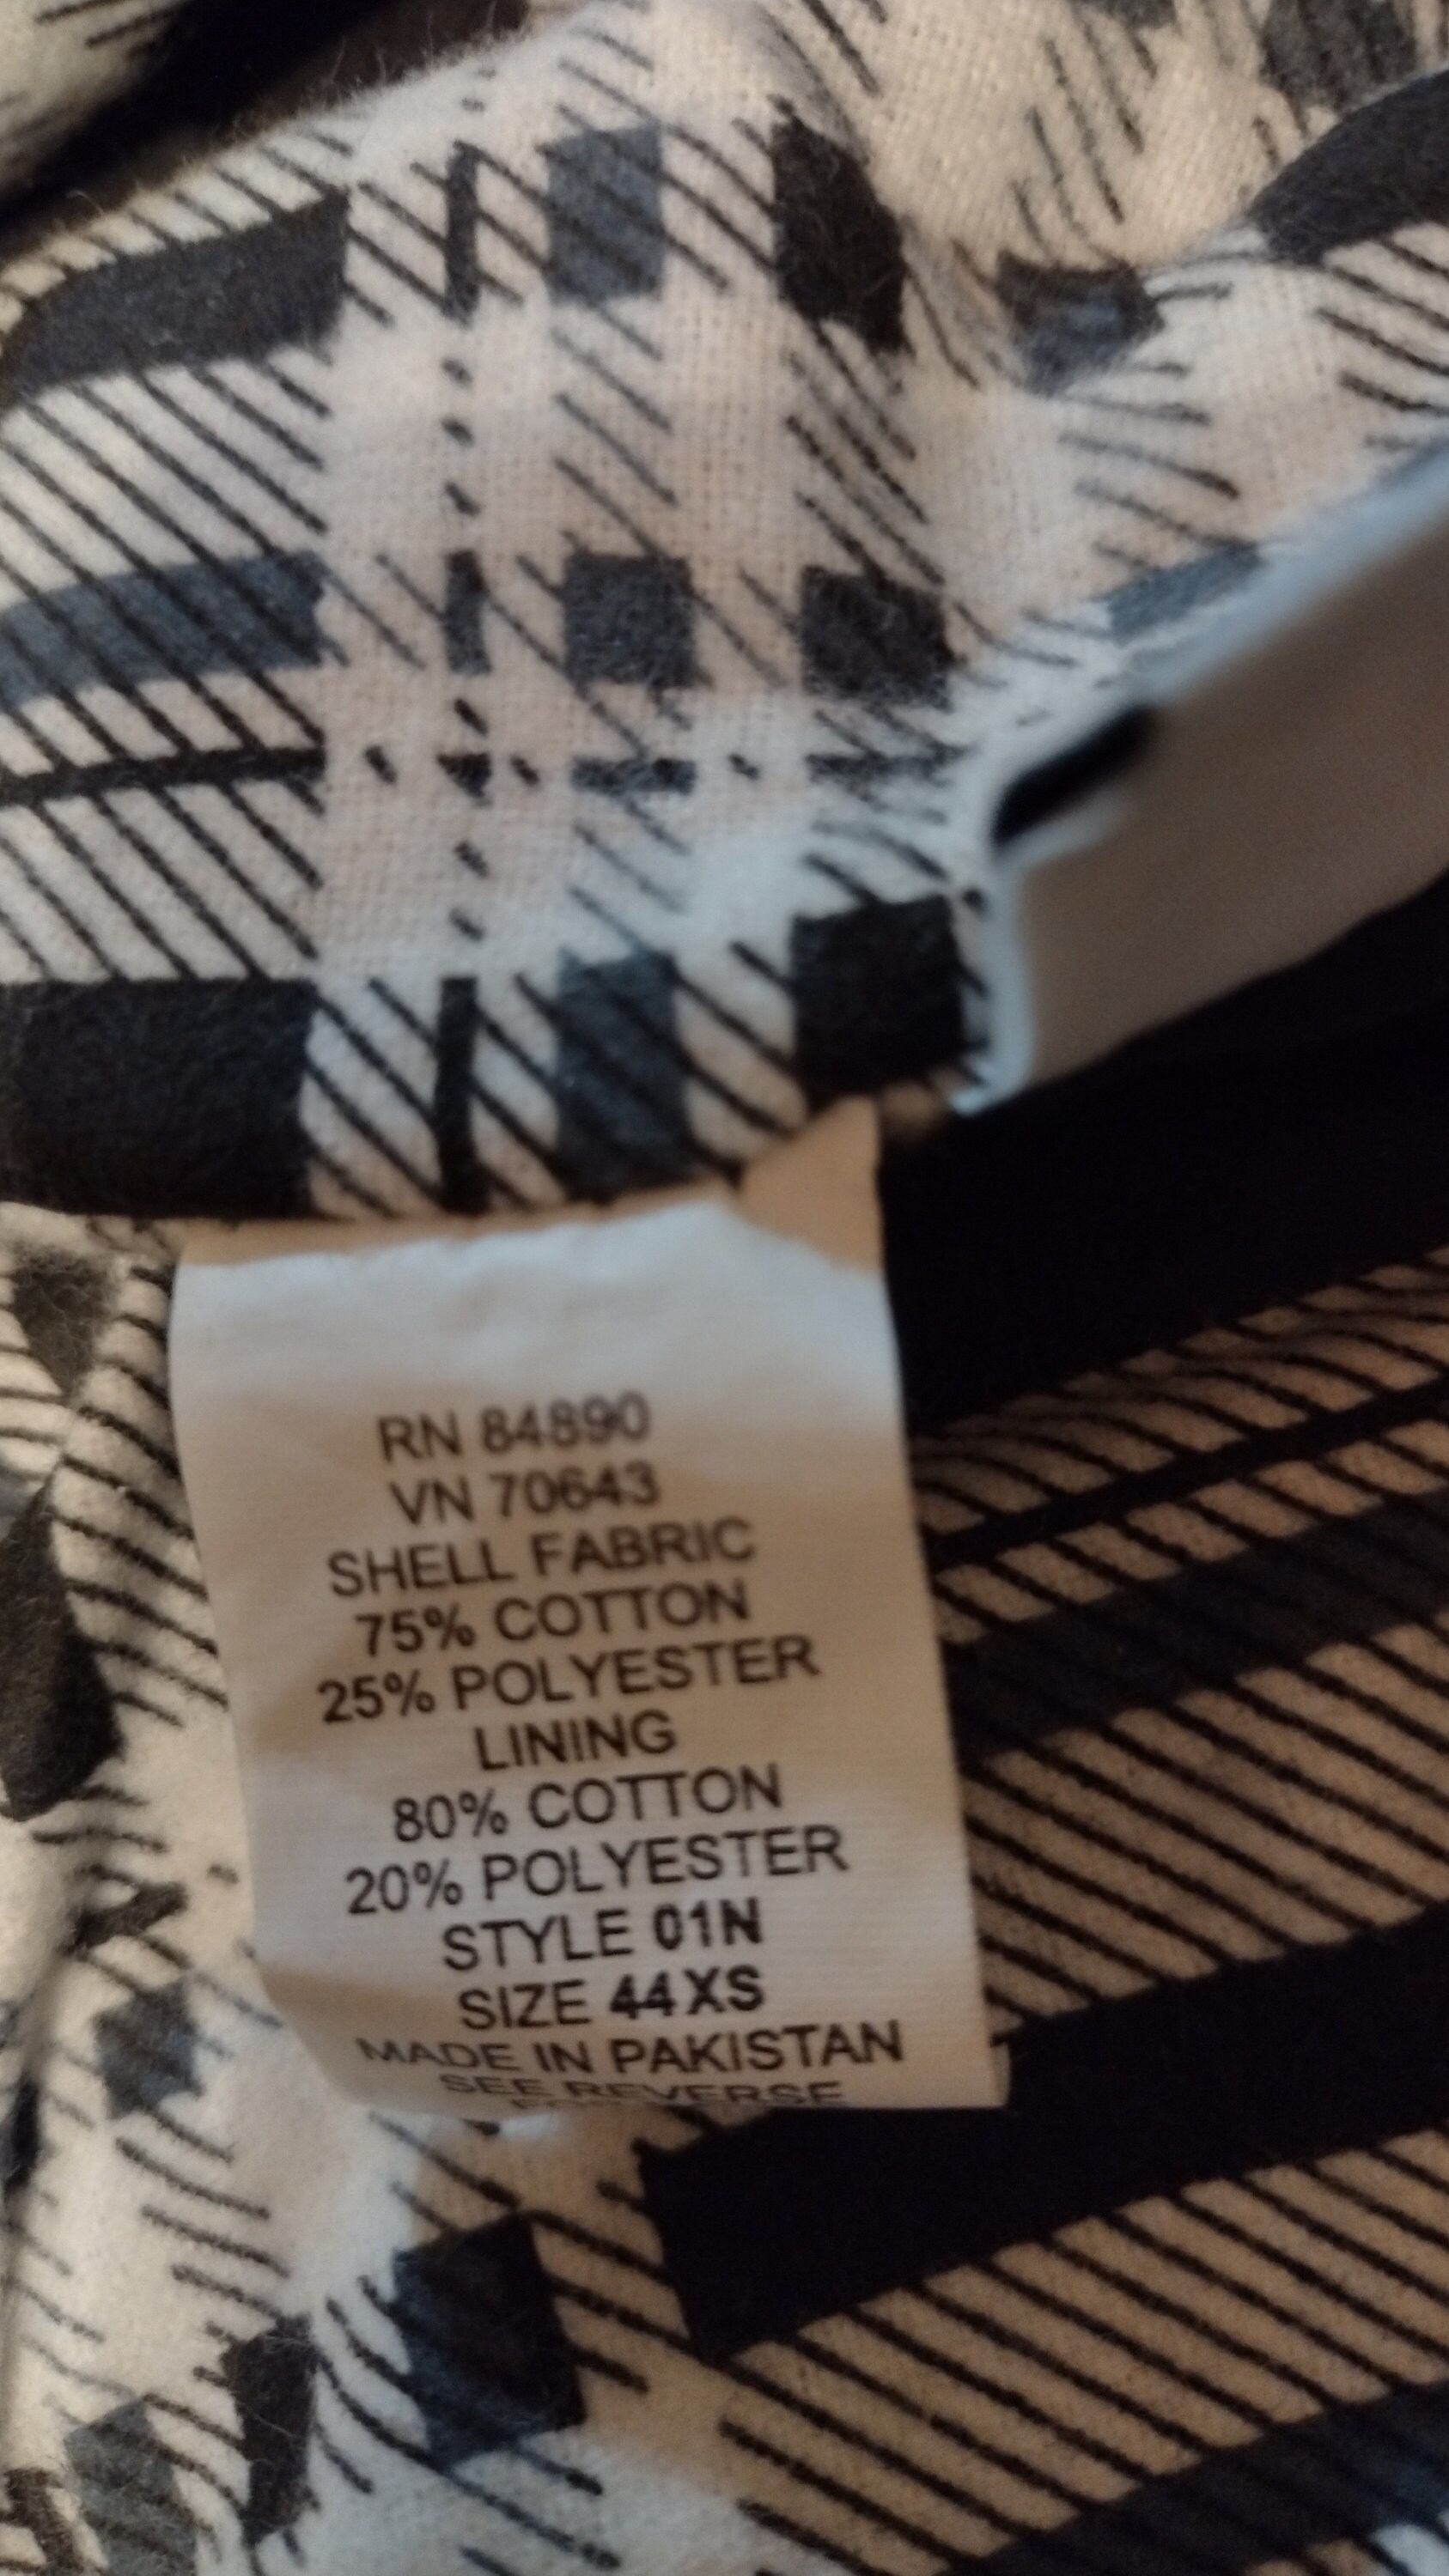 RN 84890
VN 70643
SHELL FABRIC
75% COTTON
25% POLYESTER
LINING
80% COTTON
20% POLYESTER
STYLE 01N
SIZE 44XS
MADE IN PAKISTAN
SEE REVERSE